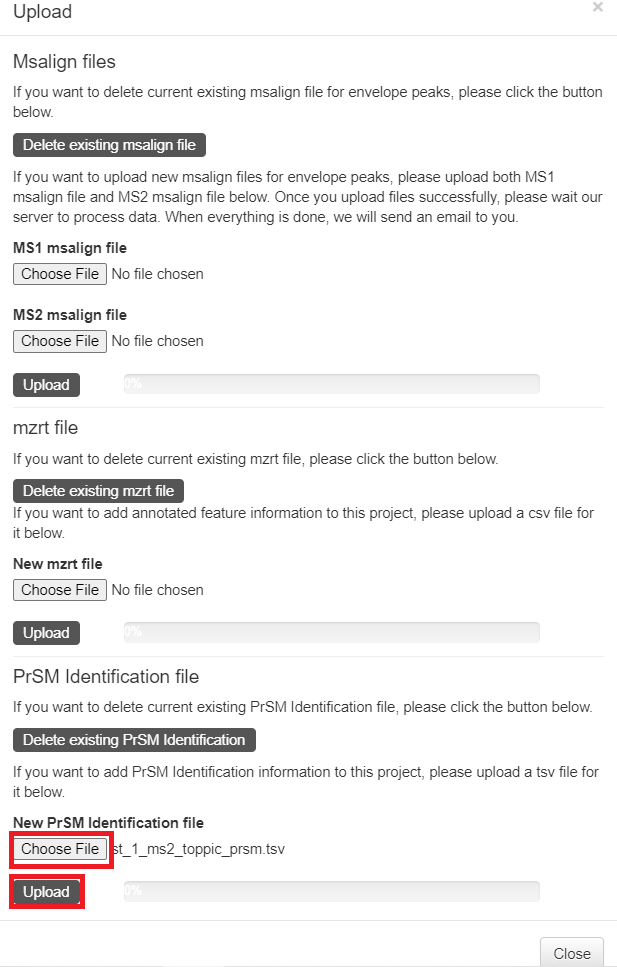 Upload
×
Msalign files
If you want to delete current existing msalign file for envelope peaks, please click the button
below.
Delete existing msalign file
If you want to upload new msalign files for envelope peaks, please upload both MS1
msalign file and MS2 msalign file below. Once you upload files successfully, please wait our
server to process data. When everything is done, we will send an email to you.
MS1 msalign file
Choose File No file chosen
MS2 msalign file
Choose File No file chosen
Upload 0%
mzrt file
If you want to delete current existing mzrt file, please click the button below.
Delete existing mzrt file
If you want to add annotated feature information to this project, please upload a csv file for
it below.
New mzrt file
Choose File No file chosen
Upload 0%
PrSM Identification file
If you want to delete current existing PrSM Identification file, please click the button below.
Delete existing PrSM Identification
If you want to add PrSM Identification information to this project, please upload a tsv file for
it below.
New PrSM Identification file
Choose File st_1_ms2_toppic_prsm.tsv
Upload 0%
Close